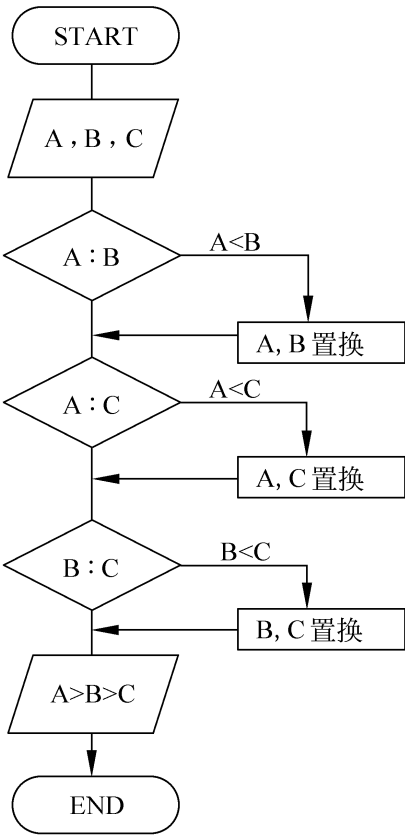 START
A , B , C
A : B
A<B
A, B 置换
A : C
A<C
A, C 置换
B : C
B<C
B, C 置换
A>B>C
END